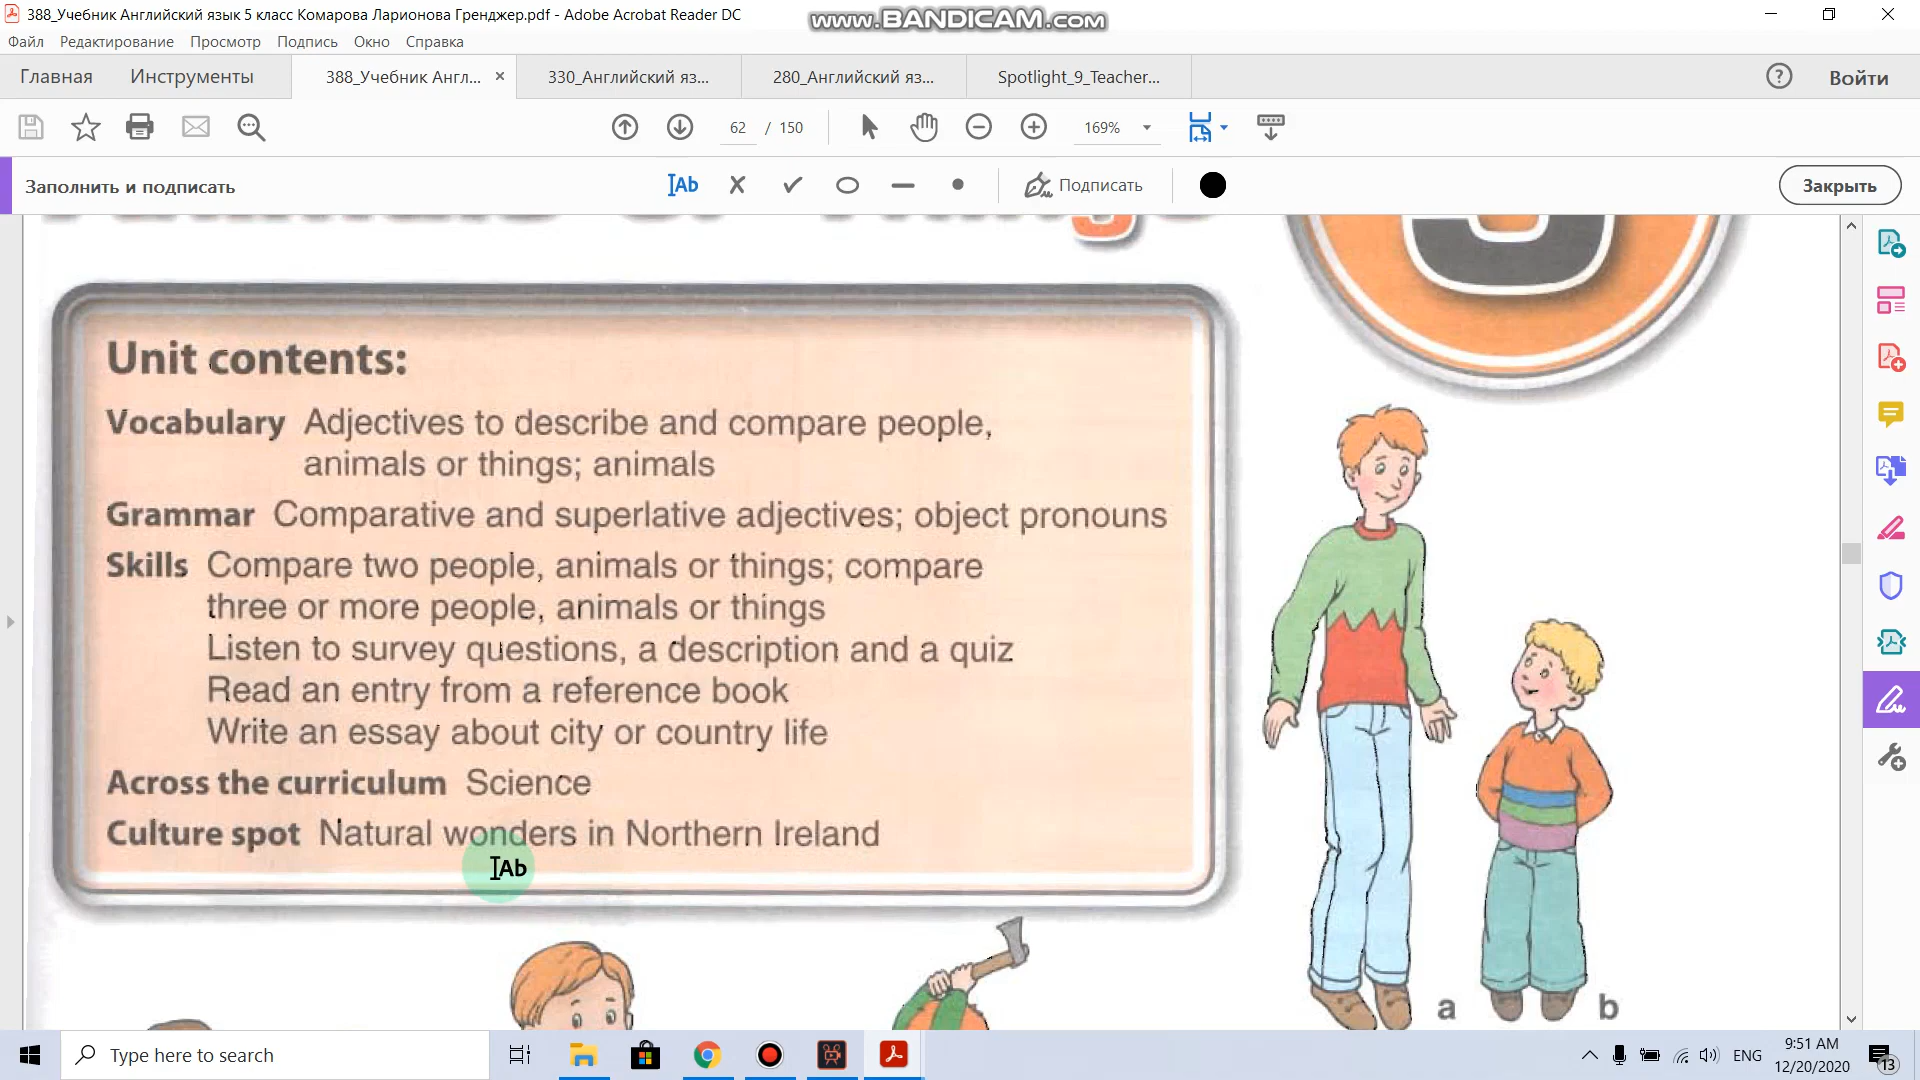 388_Учебник Английский язык 5 класс Комарова Ларионова Гренджер.pdf - Adobe Acrobat Reader DC
www.BANDICAM.com
Файл Редактирование Просмотр Подпись Окно Справка
Главная Инструменты 388_Учебник Англ... × 330_Английский яз... 280_Английский яз... Spotlight_9_Teacher... Войти
62 / 150 169%
Заполнить и подписать Ab Подписать Закрыть
Unit contents:
Vocabulary Adjectives to describe and compare people,
animals or things; animals
Grammar Comparative and superlative adjectives; object pronouns
Skills Compare two people, animals or things; compare
three or more people, animals or things
Listen to survey questions, a description and a quiz
Read an entry from a reference book
Write an essay about city or country life
Across the curriculum Science
Culture spot Natural wonders in Northern Ireland
Ab
a b
Type here to search
ENG
9:51 AM
12/20/2020
13